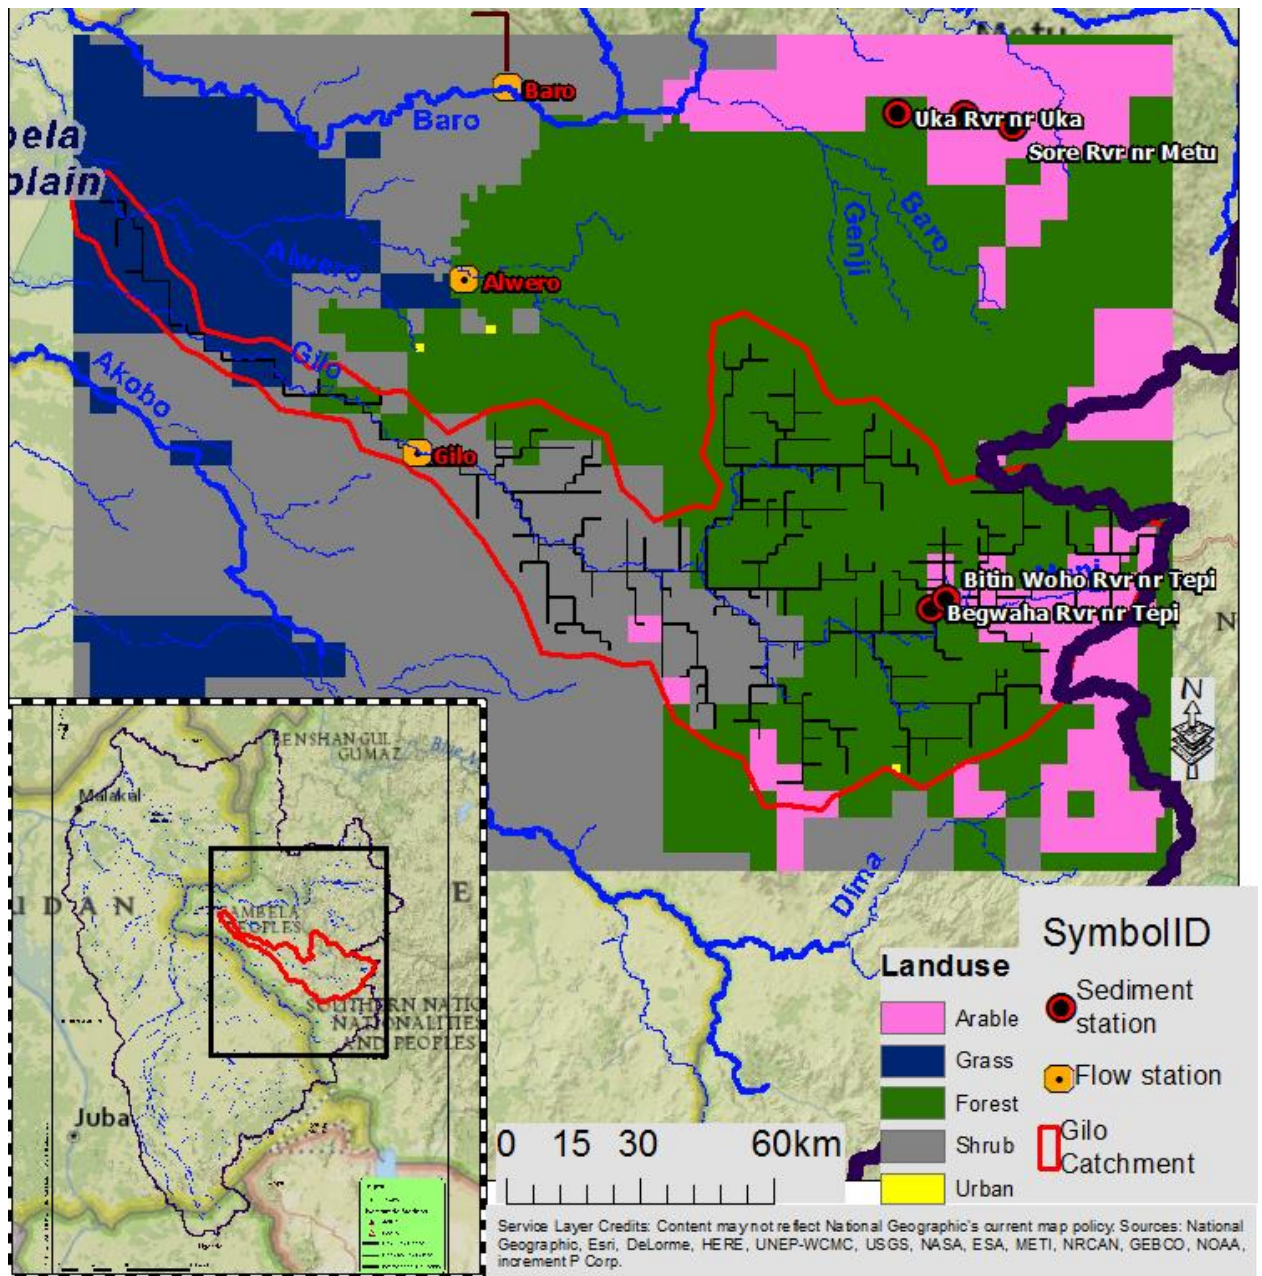 Metu
Baro
Baro
Uka Rvr nr Uka
Sore Rvr nr Metu
bela
plain
Baro
Genji
Alwero
Alwero
Gilo
Akobo
Gilo
Bitin Woho Rvr nr Tepi
Begwaha Rvr nr Tepi
N
N
BENSHANGUL
GUMAZ
Malakal
UDAN
E
AMBELA
PEOPLES
SOUTHERN NATIO
NATIONALITIES
AND PEOPLES
Juba
Dima
SymbolID
Landuse
Sediment
station
Arable
Grass
Flow station
Forest
Shrub
Gilo
Catchment
Urban
0 15 30 60km
Service Layer Credits: Content may not reflect National Geographic's current map policy. Sources: National
Geographic, Esri, DeLorme, HERE, UNEP-WCMC, USGS, NASA, ESA, METI, NRCAN, GEBCO, NOAA,
increment P Corp.